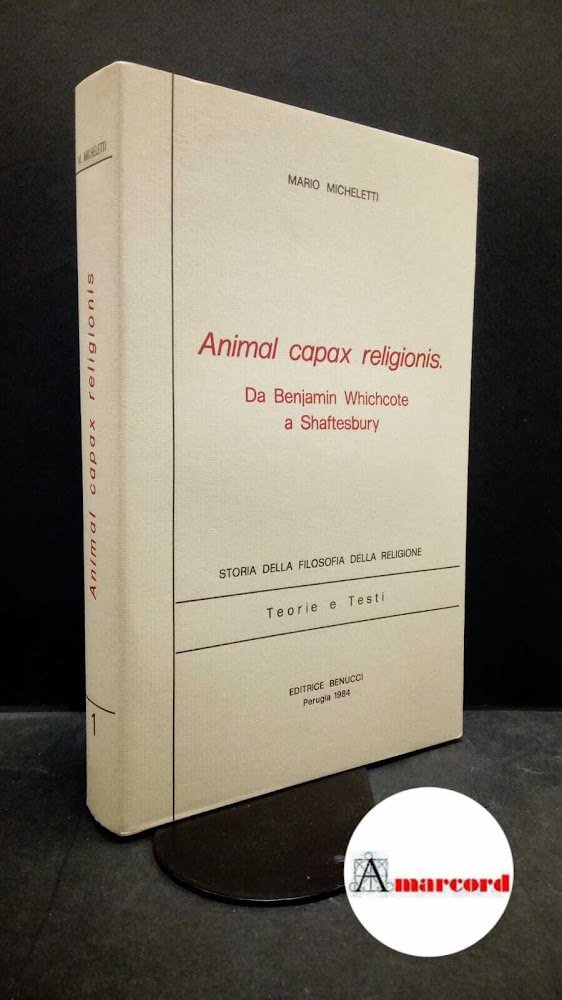 M. MICHELETTI
Animal capax religionis
1
MARIO MICHELETTI
Animal capax religionis.
Da Benjamin Whichcote
a Shaftesbury
STORIA DELLA FILOSOFIA DELLA RELIGIONE
Teorie e Testi
EDITRICE BENUCCI
Perugia 1984
Amarcord